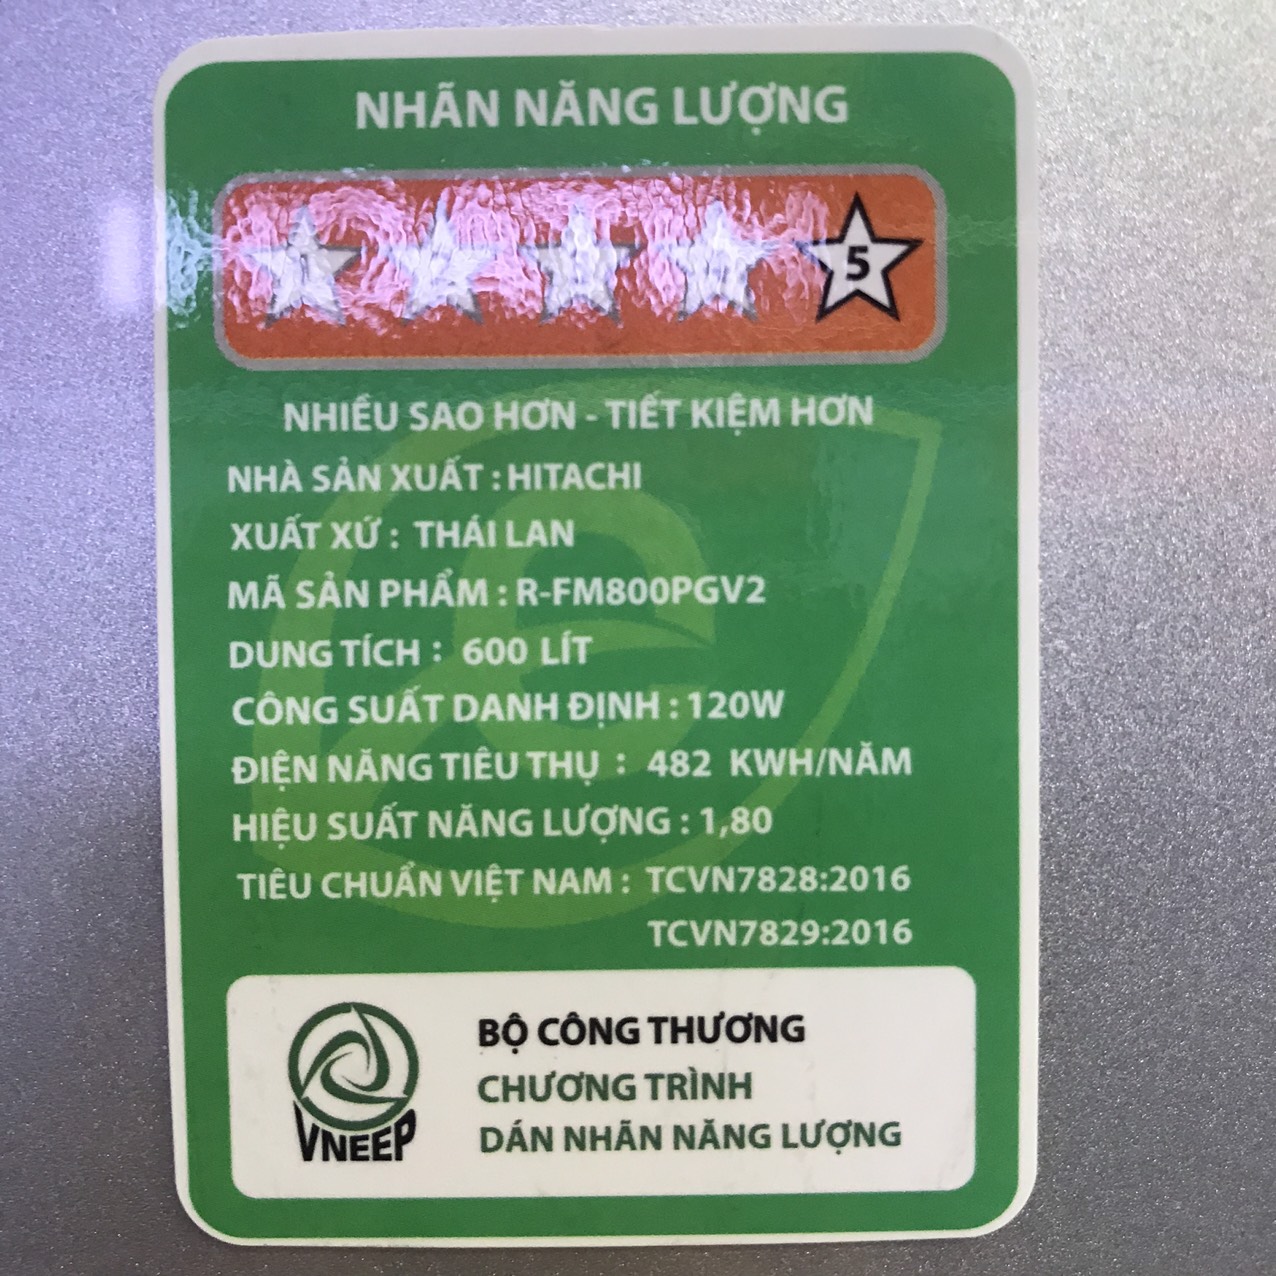 NHÃN NĂNG LƯỢNG
5
NHIỀU SAO HƠN - TIẾT KIỆM HƠN
NHÀ SẢN XUẤT : HITACHI
XUẤT XỨ : THÁI LAN
MÃ SẢN PHẨM : R-FM800PGV2
DUNG TÍCH : 600 LÍT
CÔNG SUẤT DANH ĐỊNH : 120W
ĐIỆN NĂNG TIÊU THỤ : 482 KWH/NĂM
HIỆU SUẤT NĂNG LƯỢNG : 1,80
TIÊU CHUẨN VIỆT NAM : TCVN7828:2016
TCVN7829:2016
VNEEP
BỘ CÔNG THƯƠNG
CHƯƠNG TRÌNH
DÁN NHÃN NĂNG LƯỢNG